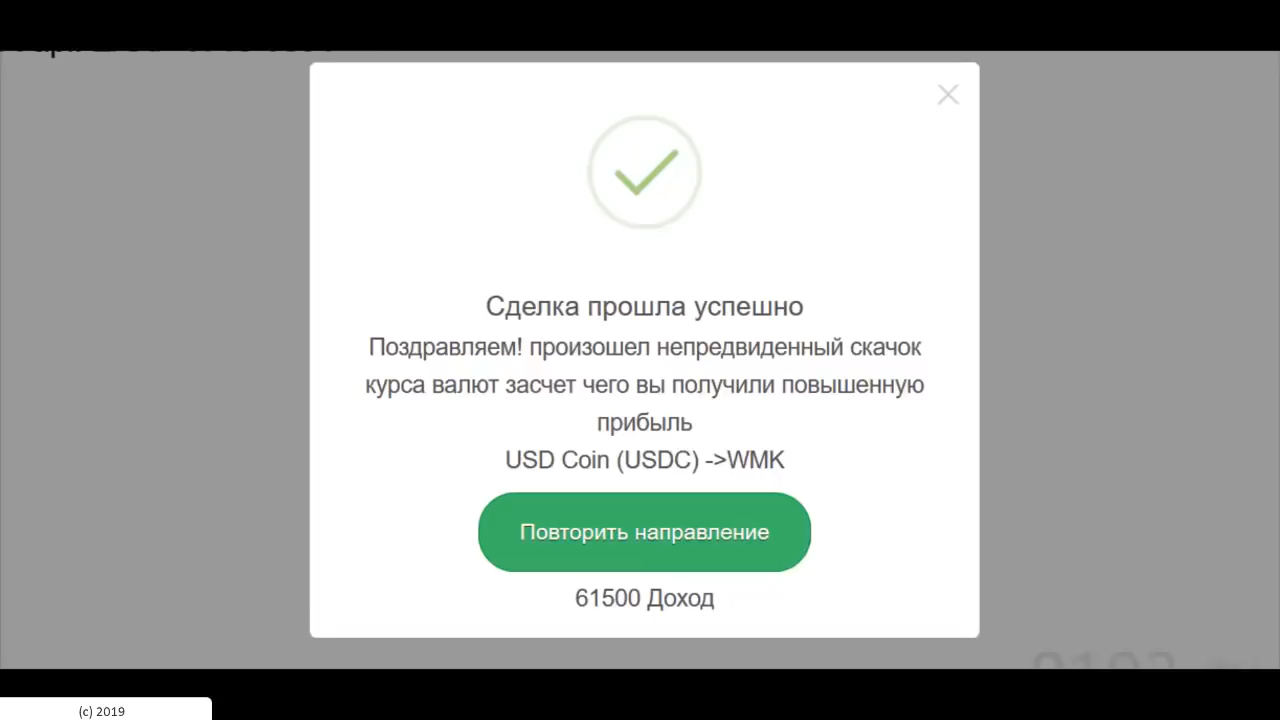 Сделка прошла успешно
Поздравляем! произошел непредвиденный скачок
курса валют засчет чего вы получили повышенную
прибыль
USD Coin (USDC) ->WMK
Повторить направление
61500 Доход
(c) 2019